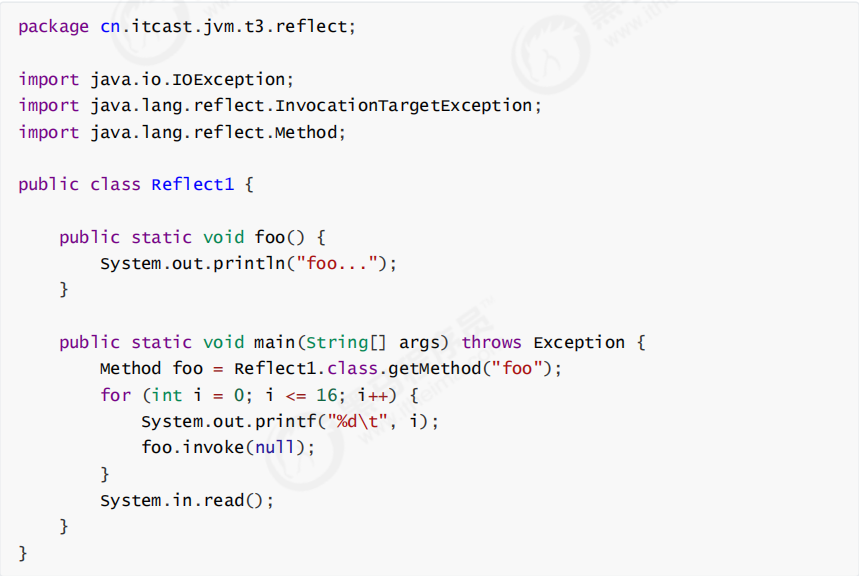 package cn.itcast.jvm.t3.reflect;
import java.io.IOException;
import java.lang.reflect.InvocationTargetException;
import java.lang.reflect.Method;
public class Reflect1 {
    public static void foo() {
        System.out.println("foo...");
    }
    public static void main(String[] args) throws Exception {
        Method foo = Reflect1.class.getMethod("foo");
        for (int i = 0; i <= 16; i++) {
            System.out.printf("%d\t", i);
            foo.invoke(null);
        }
        System.in.read();
    }
}